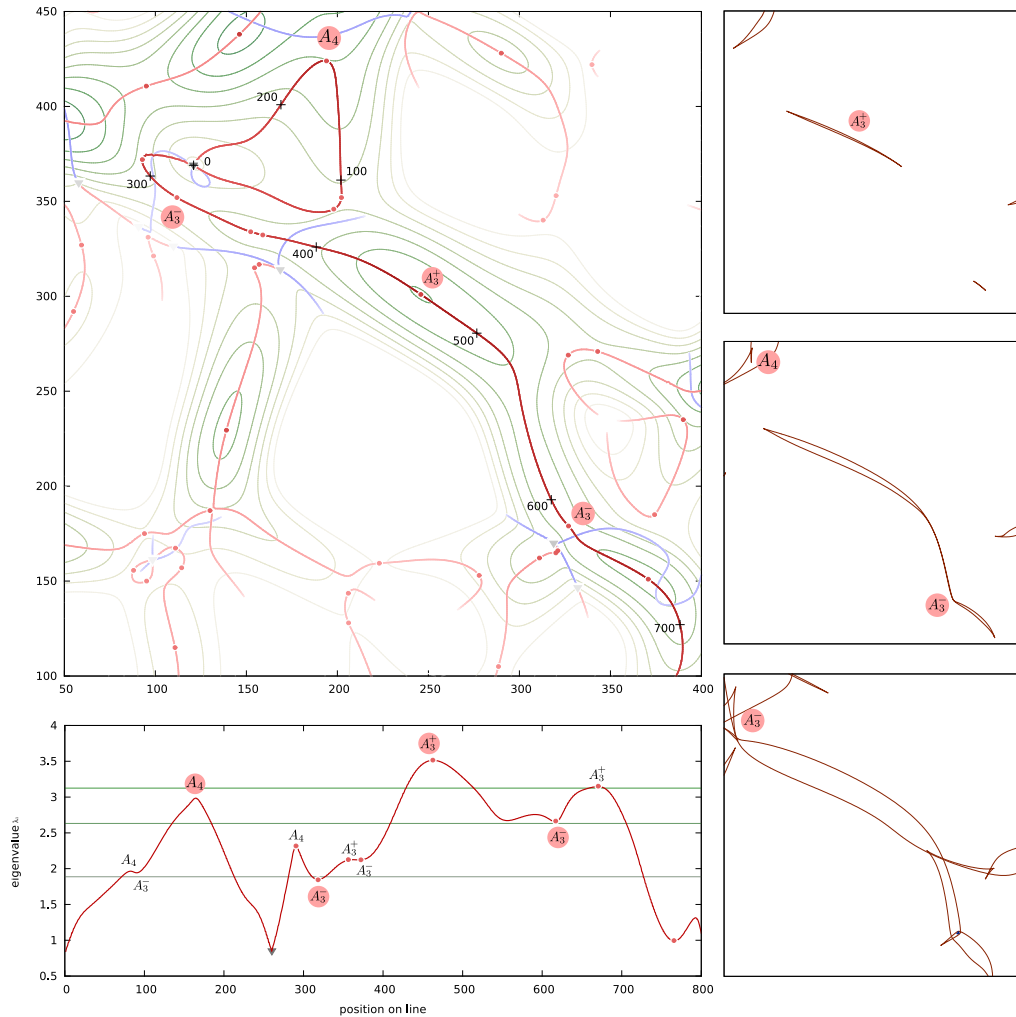 450
A₄
400
200
0
100
350
300
A₃⁻
400
A₃⁺
300
500
250
200
600
A₃⁻
150
700
100
50 100 150 200 250 300 350 400
A₃⁺
A₄
A₃⁻
A₃⁻
4
3.5
3
2.5
2
1.5
1
0.5
eigenvalue λ
A₄
A₃⁻
A₄
A₄
A₃⁻
A₃⁺
A₃⁻
A₃⁺
A₃⁻
A₃⁺
0 100 200 300 400 500 600 700 800
position on line